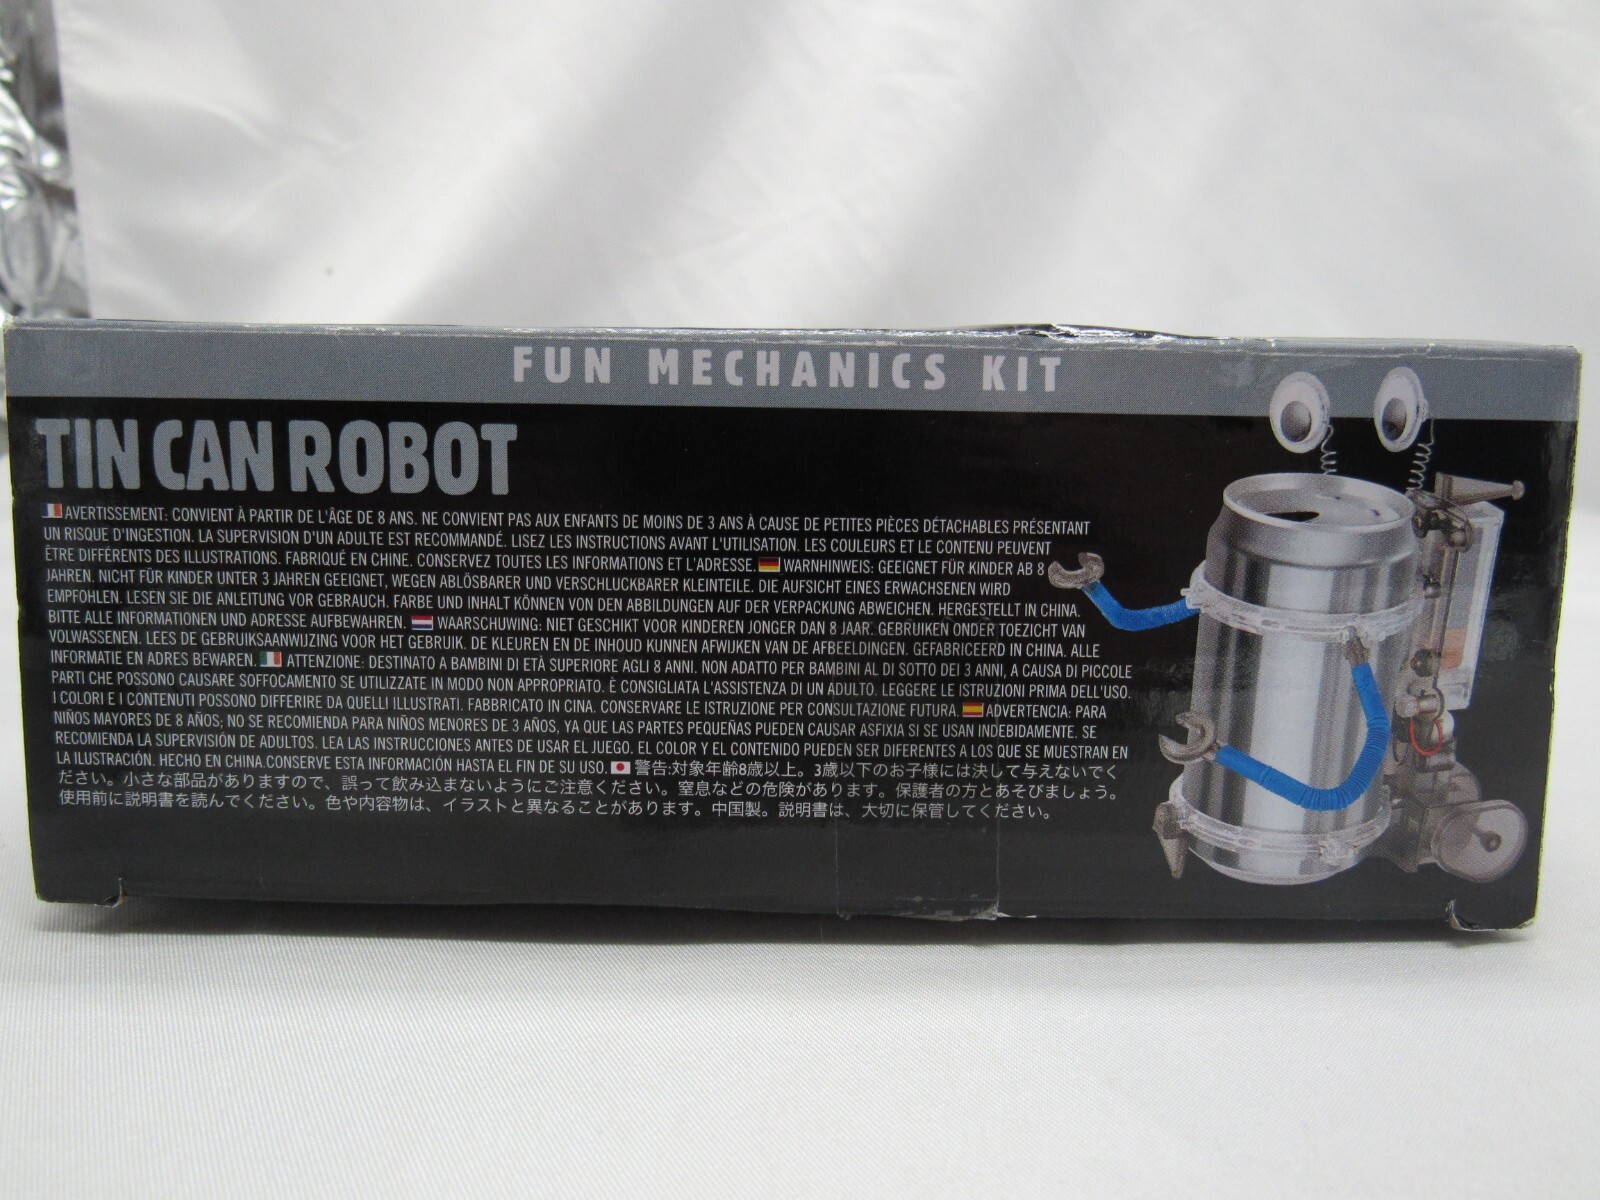 FUN MECHANICS KIT
TIN CAN ROBOT
AVERTISSEMENT: CONVIENT À PARTIR DE L'ÂGE DE 8 ANS. NE CONVIENT PAS AUX ENFANTS DE MOINS DE 3 ANS À CAUSE DE PETITES PIÈCES DÉTACHABLES PRÉSENTANT
UN RISQUE D'INGESTION. LA SUPERVISION D'UN ADULTE EST RECOMMANDÉ. LISEZ LES INSTRUCTIONS AVANT L'UTILISATION. LES COULEURS ET LE CONTENU PEUVENT
ÊTRE DIFFÉRENTS DES ILLUSTRATIONS. FABRIQUÉ EN CHINE. CONSERVEZ TOUTES LES INFORMATIONS ET L'ADRESSE. WARNHINWEIS: GEEIGNET FÜR KINDER AB 8
JAHREN. NICHT FÜR KINDER UNTER 3 JAHREN GEEIGNET, WEGEN ABLÖSBARER UND VERSCHLUCKBARER KLEINTEILE. DIE AUFSICHT EINES ERWACHSENEN WIRD
EMPFOHLEN. LESEN SIE DIE ANLEITUNG VOR GEBRAUCH. FARBE UND INHALT KÖNNEN VON DEN ABBILDUNGEN AUF DER VERPACKUNG ABWEICHEN. HERGESTELLT IN CHINA.
BITTE ALLE INFORMATIONEN UND ADRESSE AUFBEWAHREN. WAARSCHUWING: NIET GESCHIKT VOOR KINDEREN JONGER DAN 8 JAAR. GEBRUIKEN ONDER TOEZICHT VAN
VOLWASSENEN. LEES DE GEBRUIKSAANWIJZING VOOR HET GEBRUIK. DE KLEUREN EN DE INHOUD KUNNEN AFWIJKEN VAN DE AFBEELDINGEN. GEFABRICEERD IN CHINA. ALLE
INFORMATIE EN ADRES BEWAREN. ATTENZIONE: DESTINATO A BAMBINI DI ETÀ SUPERIORE AGLI 8 ANNI. NON ADATTO PER BAMBINI AL DI SOTTO DEI 3 ANNI, A CAUSA DI PICCOLE
PARTI CHE POSSONO CAUSARE SOFFOCAMENTO SE UTILIZZATE IN MODO NON APPROPRIATO. È CONSIGLIATA L'ASSISTENZA DI UN ADULTO. LEGGERE LE ISTRUZIONI PRIMA DELL'USO.
I COLORI E I CONTENUTI POSSONO DIFFERIRE DA QUELLI ILLUSTRATI. FABBRICATO IN CINA. CONSERVARE LE ISTRUZIONE PER CONSULTAZIONE FUTURA. ADVERTENCIA: PARA
NIÑOS MAYORES DE 8 AÑOS; NO SE RECOMIENDA PARA NIÑOS MENORES DE 3 AÑOS, YA QUE LAS PARTES PEQUEÑAS PUEDEN CAUSAR ASFIXIA SI SE USAN INDEBIDAMENTE. SE
RECOMIENDA LA SUPERVISIÓN DE ADULTOS. LEA LAS INSTRUCCIONES ANTES DE USAR EL JUEGO. EL COLOR Y EL CONTENIDO PUEDEN SER DIFERENTES A LOS QUE SE MUESTRAN EN
LA ILUSTRACIÓN. HECHO EN CHINA.CONSERVE ESTA INFORMACIÓN HASTA EL FIN DE SU USO. 警告:対象年齢8歳以上。3歳以下のお子様には決して与えないでく
ださい。小さな部品がありますので、誤って飲み込まないようにご注意ください。窒息などの危険があります。保護者の方とあそびましょう。
使用前に説明書を読んでください。色や内容物は、イラストと異なることがあります。中国製。説明書は、大切に保管してください。